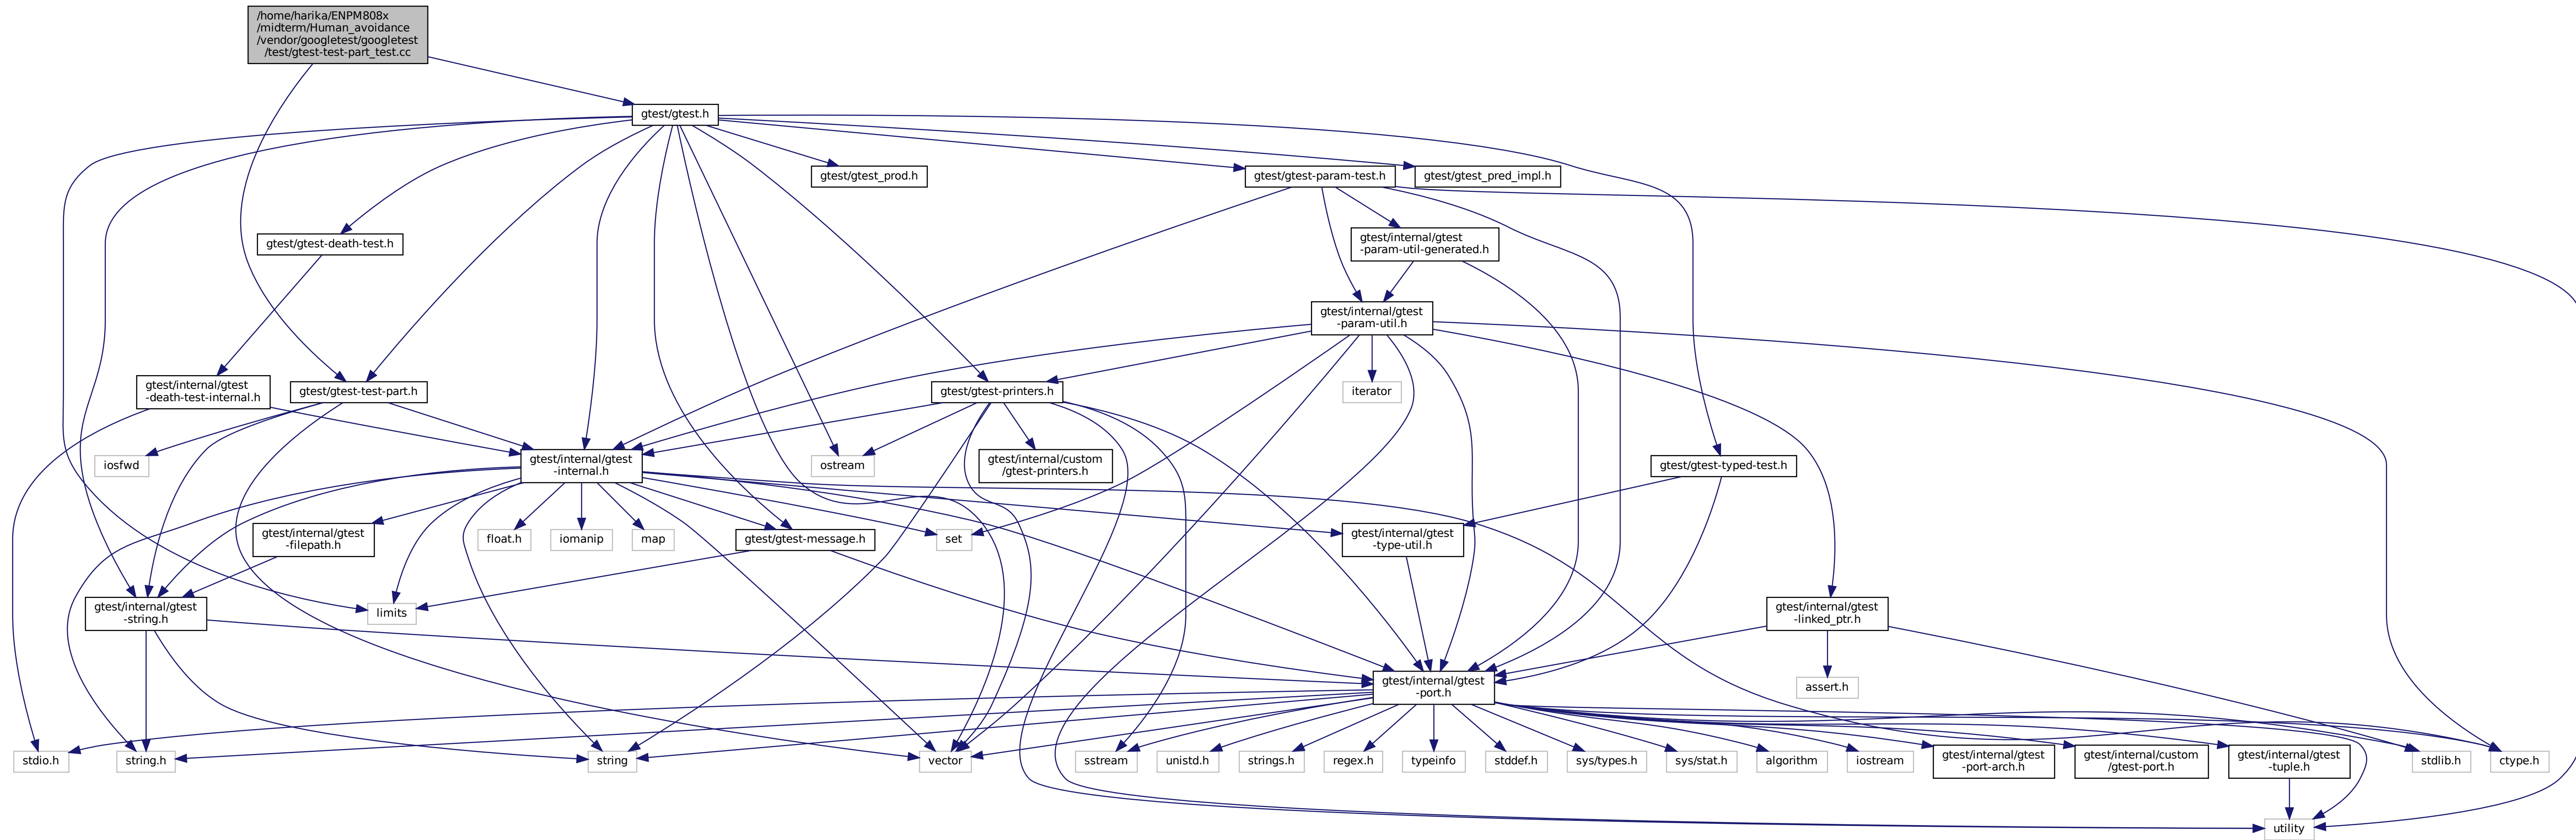 /home/harika/ENPM808x
/midterm/Human_avoidance
/vendor/googletest/googletest
/test/gtest-test-part_test.cc
gtest/gtest.h
gtest/gtest_prod.h
gtest/gtest-param-test.h
gtest/gtest_pred_impl.h
gtest/gtest-death-test.h
gtest/internal/gtest
-param-util-generated.h
gtest/internal/gtest
-param-util.h
gtest/internal/gtest
-death-test-internal.h
gtest/gtest-test-part.h
gtest/gtest-printers.h
iterator
iosfwd
gtest/internal/gtest
-internal.h
ostream
gtest/internal/custom
/gtest-printers.h
gtest/gtest-typed-test.h
gtest/internal/gtest
-filepath.h
float.h
iomanip
map
gtest/gtest-message.h
set
gtest/internal/gtest
-type-util.h
gtest/internal/gtest
-string.h
limits
gtest/internal/gtest
-linked_ptr.h
gtest/internal/gtest
-port.h
assert.h
stdio.h
string.h
string
vector
sstream
unistd.h
strings.h
regex.h
typeinfo
stddef.h
sys/types.h
sys/stat.h
algorithm
iostream
gtest/internal/gtest
-port-arch.h
gtest/internal/custom
/gtest-port.h
gtest/internal/gtest
-tuple.h
stdlib.h
ctype.h
utility